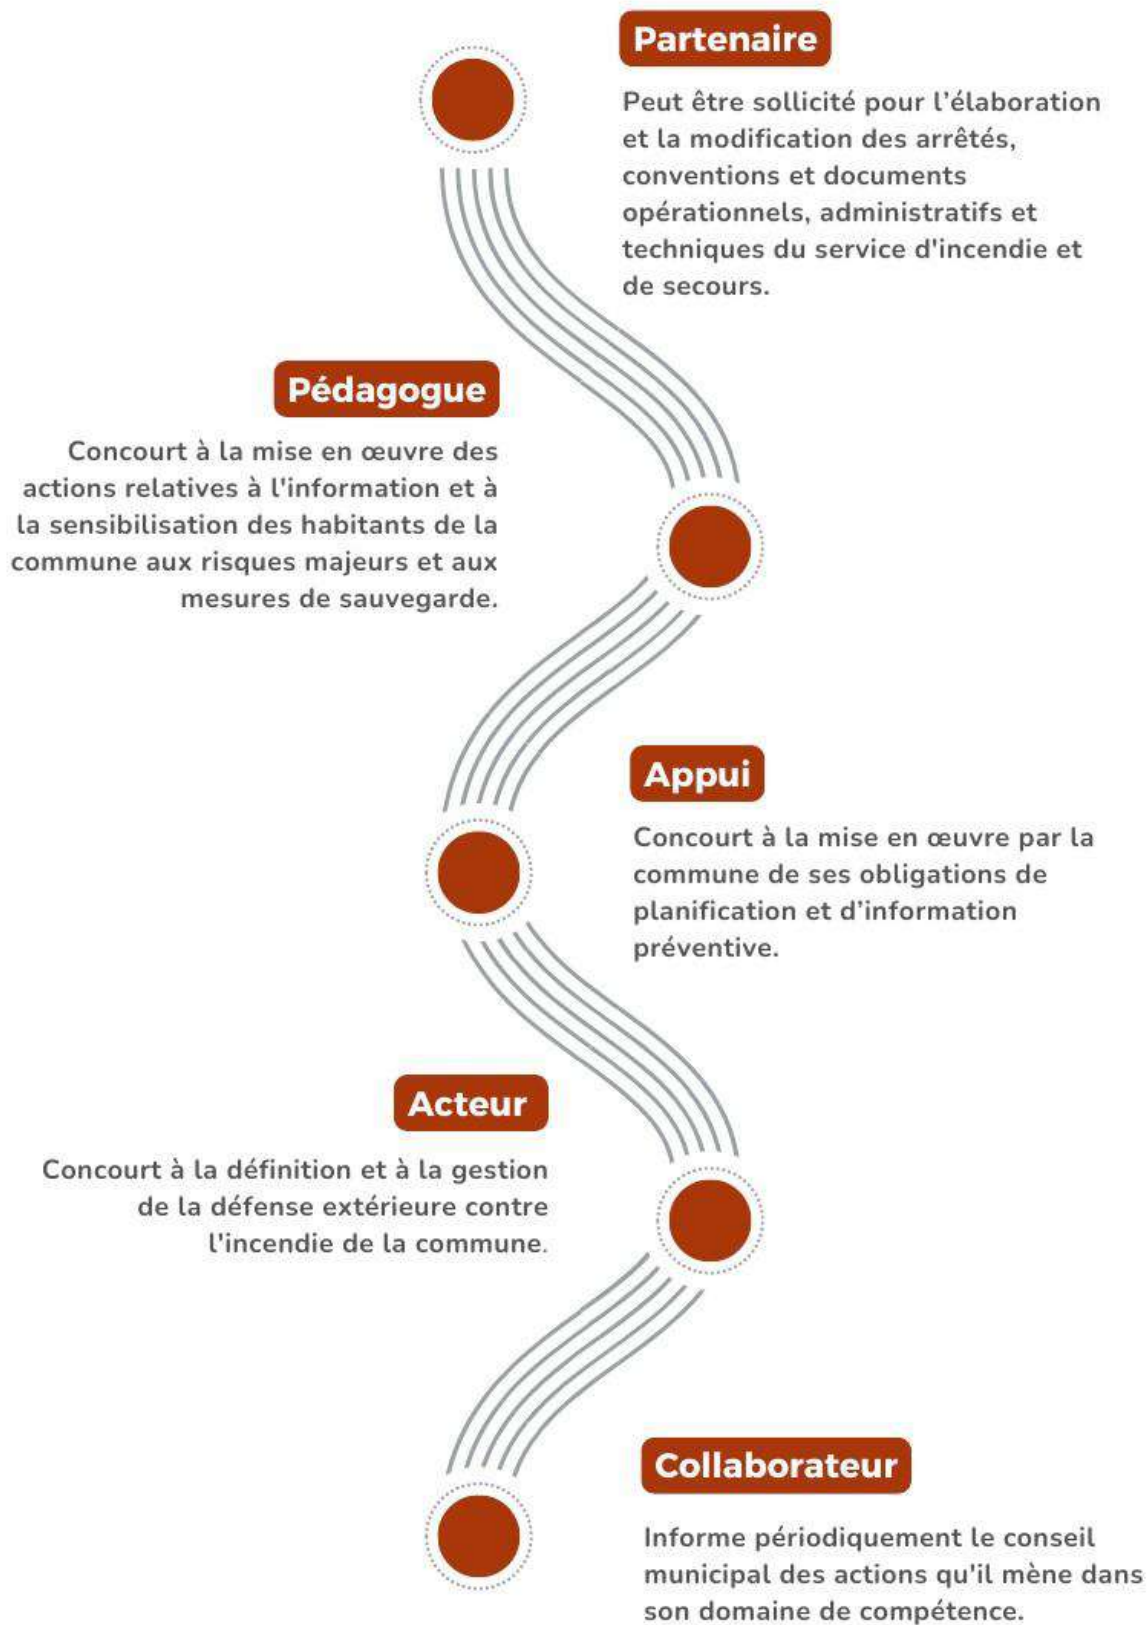 Partenaire
Peut être sollicité pour l’élaboration
et la modification des arrêtés,
conventions et documents
opérationnels, administratifs et
techniques du service d'incendie et
de secours.
Pédagogue
Concourt à la mise en œuvre des
actions relatives à l'information et à
la sensibilisation des habitants de la
commune aux risques majeurs et aux
mesures de sauvegarde.
Appui
Concourt à la mise en œuvre par la
commune de ses obligations de
planification et d’information
préventive.
Acteur
Concourt à la définition et à la gestion
de la défense extérieure contre
l'incendie de la commune.
Collaborateur
Informe périodiquement le conseil
municipal des actions qu'il mène dans
son domaine de compétence.